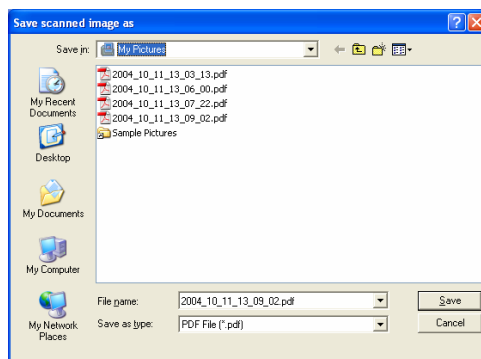 Save scanned image as
Save in:
My Pictures
My Recent
Documents
Desktop
My Documents
My Computer
My Network
Places
2004_10_11_13_03_13.pdf
2004_10_11_13_06_00.pdf
2004_10_11_13_07_22.pdf
2004_10_11_13_09_02.pdf
Sample Pictures
File name:
2004_10_11_13_09_02.pdf
Save
Save as type:
PDF File (*.pdf)
Cancel